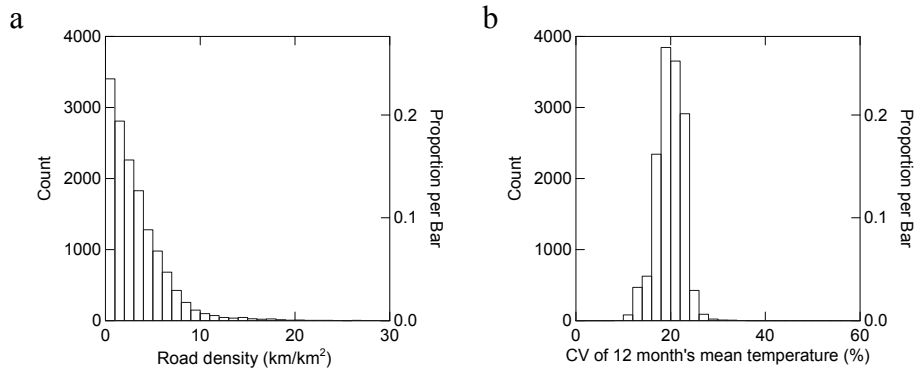 a
4000
3000
2000
1000
0
Count
0.2
0.1
0.0
Proportion per Bar
0 10 20 30
Road density (km/km²)
b
4000
3000
2000
1000
0
Count
0.2
0.1
0.0
Proportion per Bar
0 20 40 60
CV of 12 month's mean temperature (%)